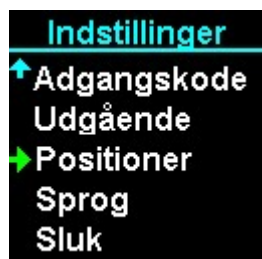 Indstillinger
Adgangskode
Udgående
Positioner
Sprog
Sluk